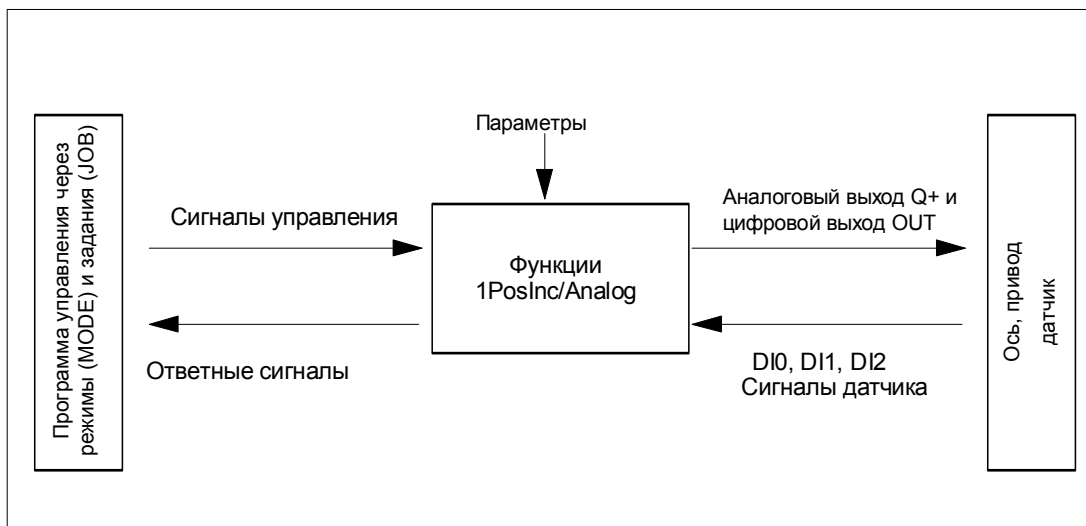 Программа управления через
режимы (MODE) и задания (JOB)
Сигналы управления
Ответные сигналы
Параметры
Функции
1PosInc/Analog
Аналоговый выход Q+ и
цифровой выход OUT
DI0, DI1, DI2
Сигналы датчика
Ось, привод
датчик